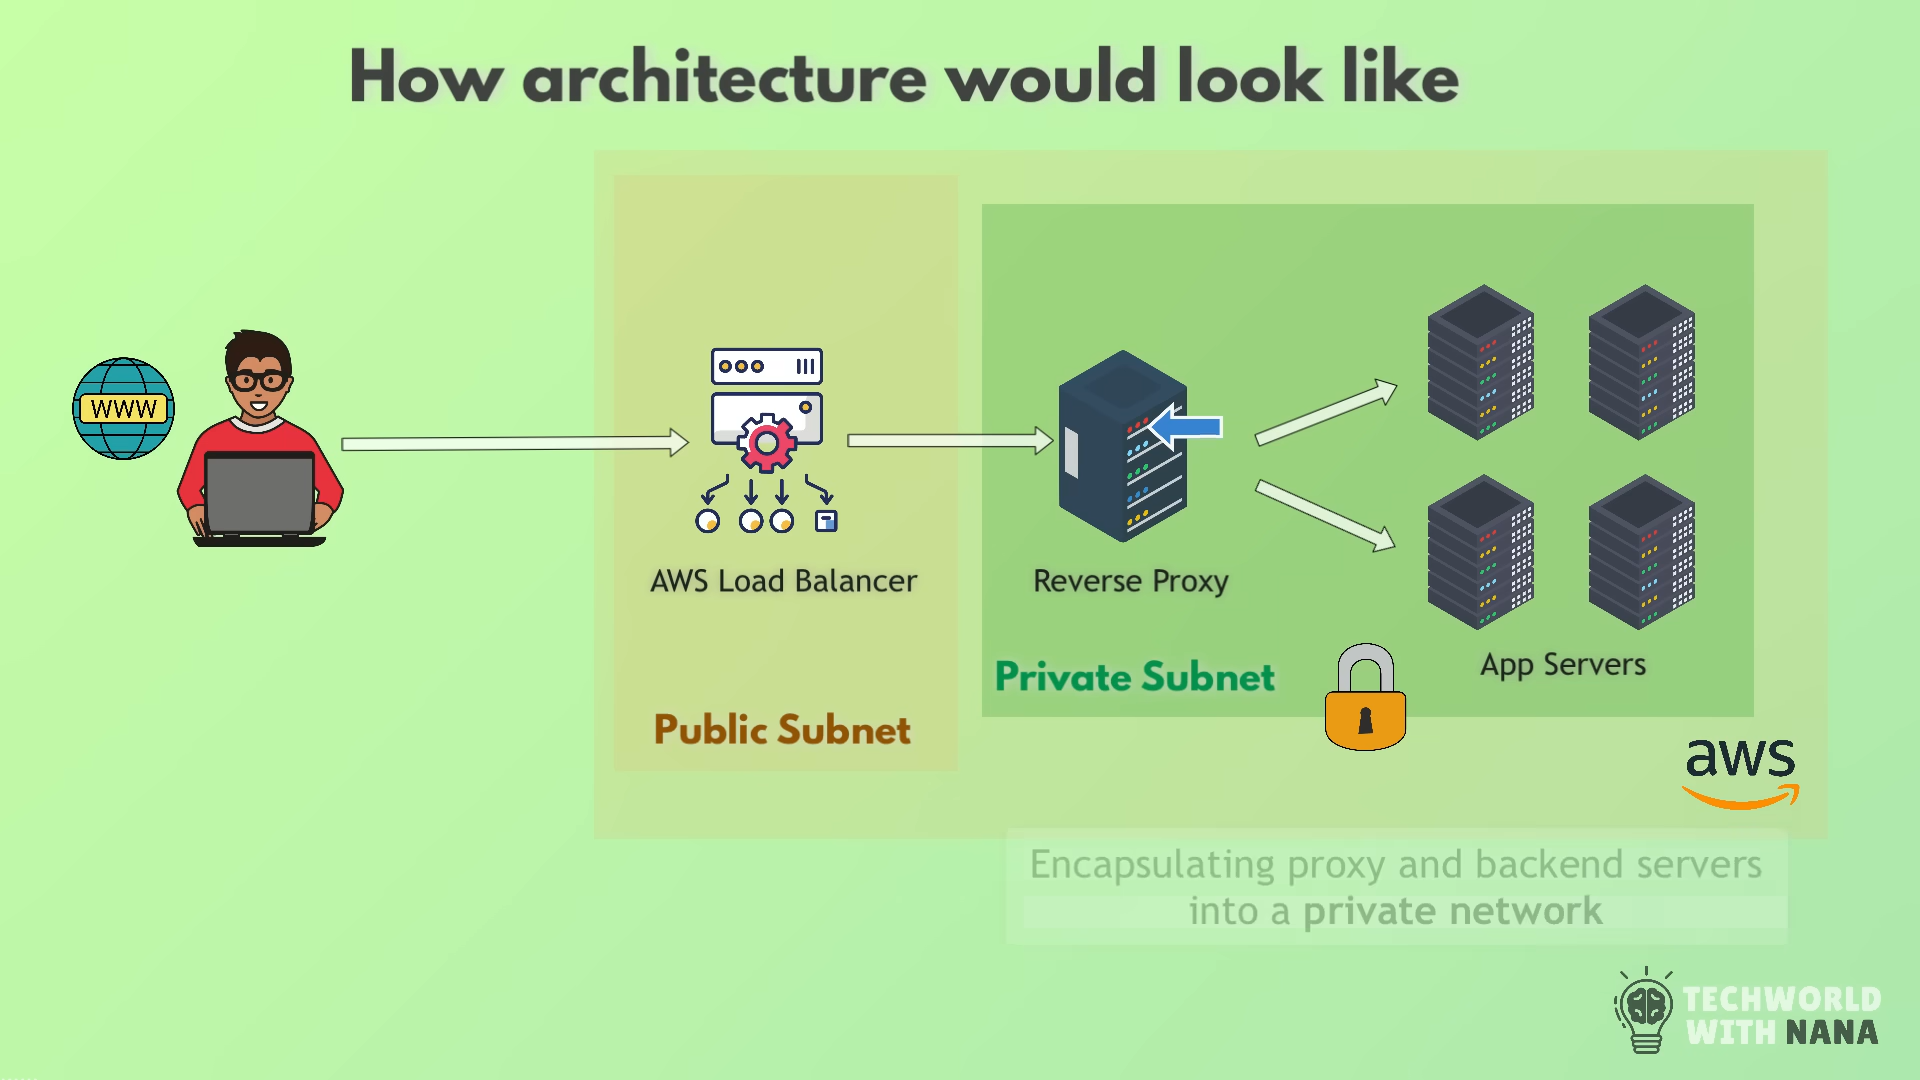 How architecture would look like
WWW
AWS Load Balancer
Reverse Proxy
App Servers
Private Subnet
Public Subnet
aws
Encapsulating proxy and backend servers
into a private network
TECHWORLD
WITH NANA